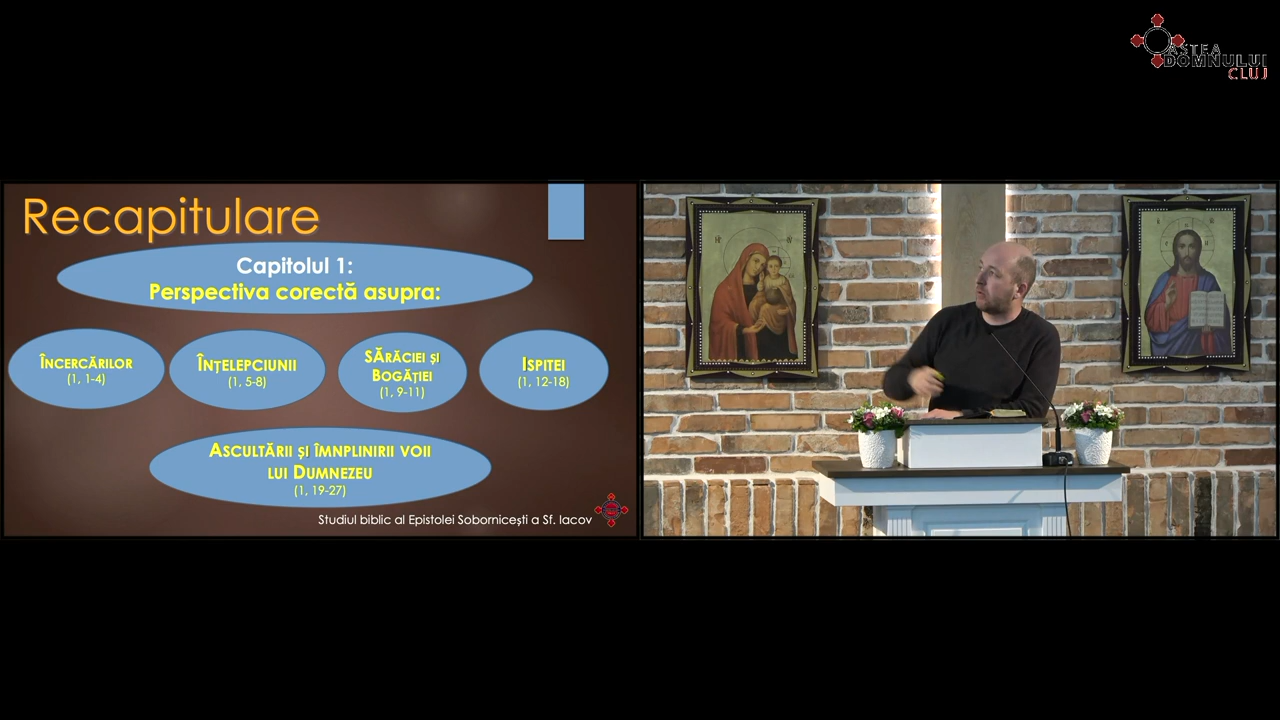 Recapitulare
Capitolul 1:
Perspectiva corectă asupra:
ÎNCERCĂRILOR
(1, 1-4)
ÎNȚELEPCIUNII
(1, 5-8)
SĂRĂCIEI ȘI
BOGĂȚIEI
(1, 9-11)
ISPITEI
(1, 12-18)
ASCULTĂRII ȘI ÎMNPLINIRII VOII
LUI DUMNEZEU
(1, 19-27)
Studiul biblic al Epistolei Sobornicești a Sf. Iacov
OASTEA
DOMNULUI
CLUJ